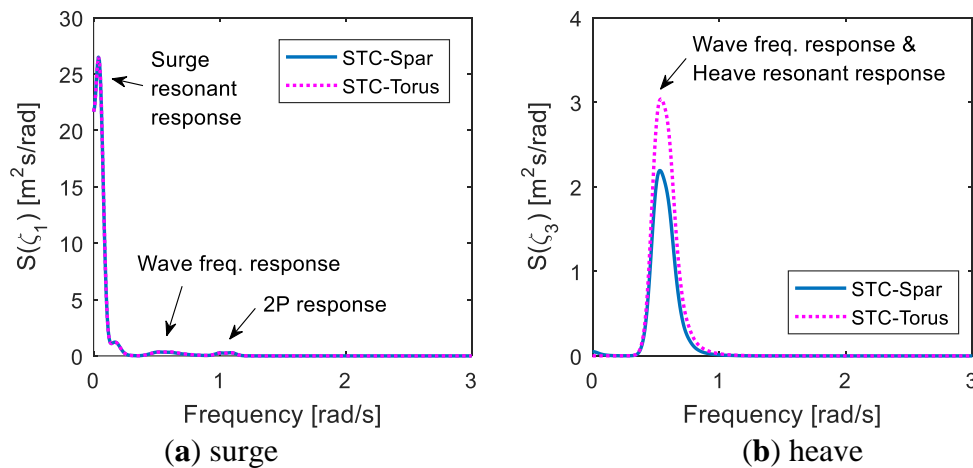 30
25
20
15
10
5
0
S(ζ1) [m2s/rad]
STC-Spar
STC-Torus
Surge
resonant
response
Wave freq. response
2P response
0 1 2 3
Frequency [rad/s]
(a) surge
4
3
2
1
0
S(ζ3) [m2s/rad]
Wave freq. response &
Heave resonant response
STC-Spar
STC-Torus
0 1 2 3
Frequency [rad/s]
(b) heave